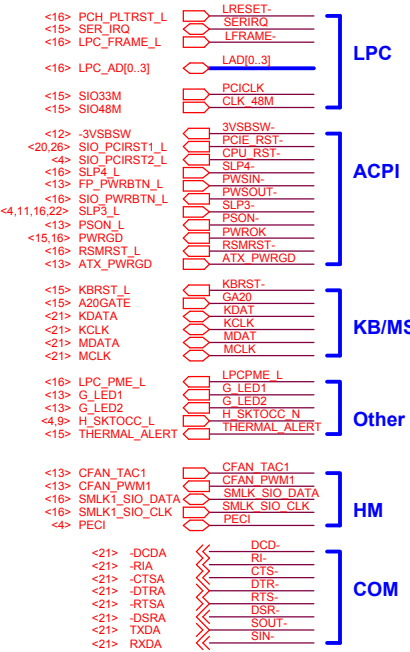 <16> PCH_PLTRST_L LRESET-
<15> SER_IRQ SERIRQ
<16> LPC_FRAME_L LFRAME-
LPC
<16> LPC_AD[0..3] LAD[0..3]
<15> SIO33M PCICLK
<15> SIO48M CLK_48M
<12> -3VSBSW 3VSBSW-
<20,26> SIO_PCIRST1_L PCIE_RST-
<4> SIO_PCIRST2_L CPU_RST-
<16> SLP4_L SLP4-
ACPI
<13> FP_PWRBTN_L PWSIN-
<16> SIO_PWRBTN_L PWSOUT-
<4,11,16,22> SLP3_L SLP3-
<13> PSON_L PSON-
<15,16> PWRGD PWROK
<16> RSMRST_L RSMRST-
<13> ATX_PWRGD ATX_PWRGD
<15> KBRST_L KBRST-
<15> A20GATE GA20
<21> KDATA KDAT
<21> KCLK KCLK
KB/MS
<21> MDATA MDAT
<21> MCLK MCLK
<16> LPC_PME_L LPCPME_L
<13> G_LED1 G_LED1
<13> G_LED2 G_LED2
<4,9> H_SKTOCC_L H_SKTOCC_N
Other
<15> THERMAL_ALERT THERMAL_ALERT
<13> CFAN_TAC1 CFAN_TAC1
<13> CFAN_PWM1 CFAN_PWM1
<16> SMLK1_SIO_DATA SMLK_SIO_DATA
<16> SMLK1_SIO_CLK SMLK_SIO_CLK
HM
<4> PECI PECI
<21> -DCDA DCD-
<21> -RIA RI-
<21> -CTSA CTS-
<21> -DTRA DTR-
COM
<21> -RTSA RTS-
<21> -DSRA DSR-
<21> TXDA SOUT-
<21> RXDA SIN-